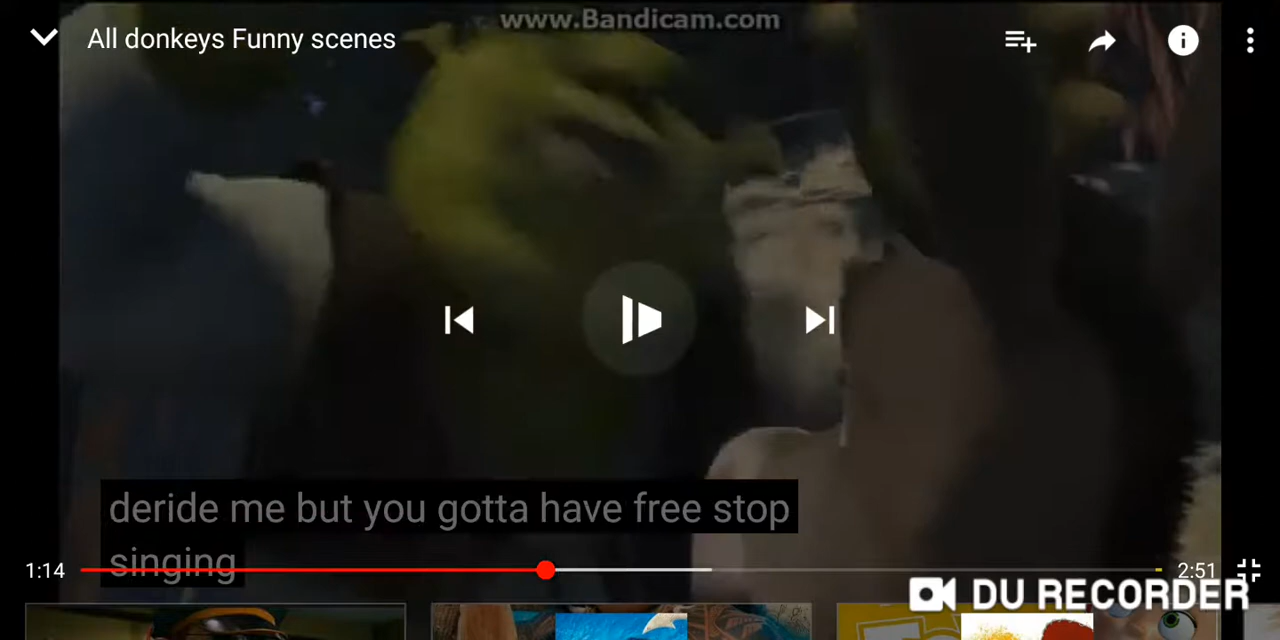 www.Bandicam.com
All donkeys Funny scenes
deride me but you gotta have free stop
singing
1:14
2:51
DU RECORDER